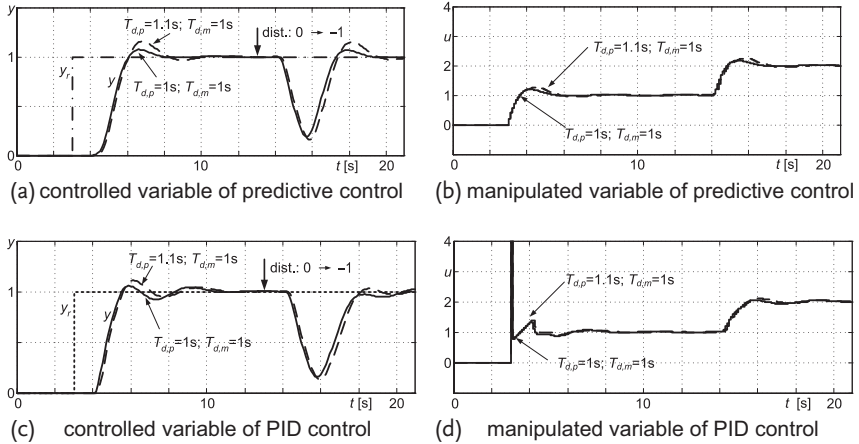 y
T_{d,p}=1.1s; T_{d,m}=1s
dist.: 0 → −1
1
y_r
y
T_{d,p}=1s; T_{d,m}=1s
0
0 10 t [s] 20
(a) controlled variable of predictive control
4
u
T_{d,p}=1.1s; T_{d,m}=1s
2
1
T_{d,p}=1s; T_{d,m}=1s
0
0 10 t [s] 20
(b) manipulated variable of predictive control
y
T_{d,p}=1.1s; T_{d,m}=1s
dist.: 0 → −1
1
y_r
y
T_{d,p}=1s; T_{d,m}=1s
0
0 10 t [s] 20
(c) controlled variable of PID control
4
u
T_{d,p}=1.1s; T_{d,m}=1s
2
1
T_{d,p}=1s; T_{d,m}=1s
0
0 10 t [s] 20
(d) manipulated variable of PID control